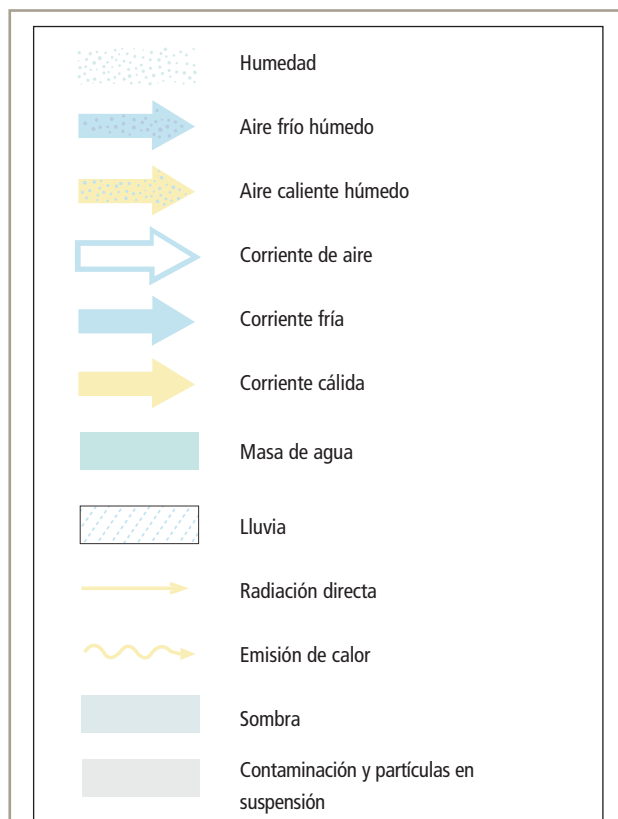 Humedad
Aire frío húmedo
Aire caliente húmedo
Corriente de aire
Corriente fría
Corriente cálida
Masa de agua
Lluvia
Radiación directa
Emisión de calor
Sombra
Contaminación y partículas en
suspensión